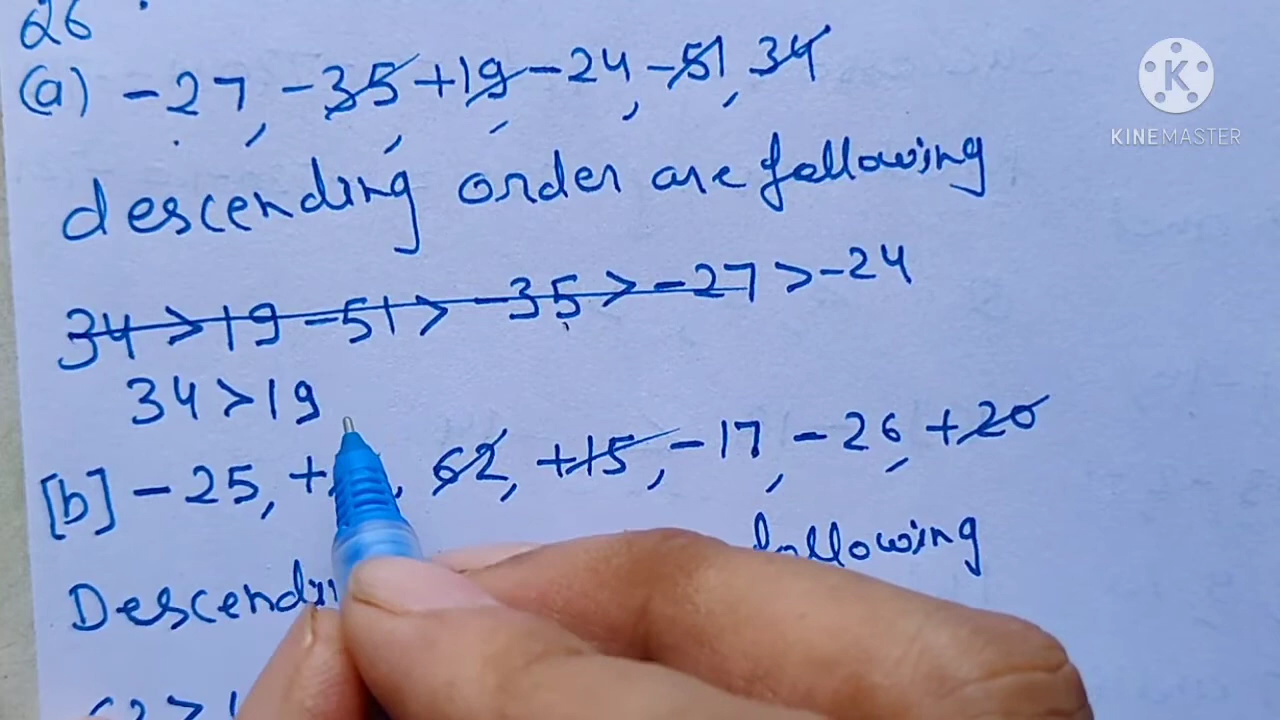 26
(a) -27, -35, +19, -24, -51, 34
descending order are following
34 > 19 -51 > -35 > -27 > -24
34 > 19
[b] -25, + , 62, +15, -17, -26, +20
following
K
KINEMASTER